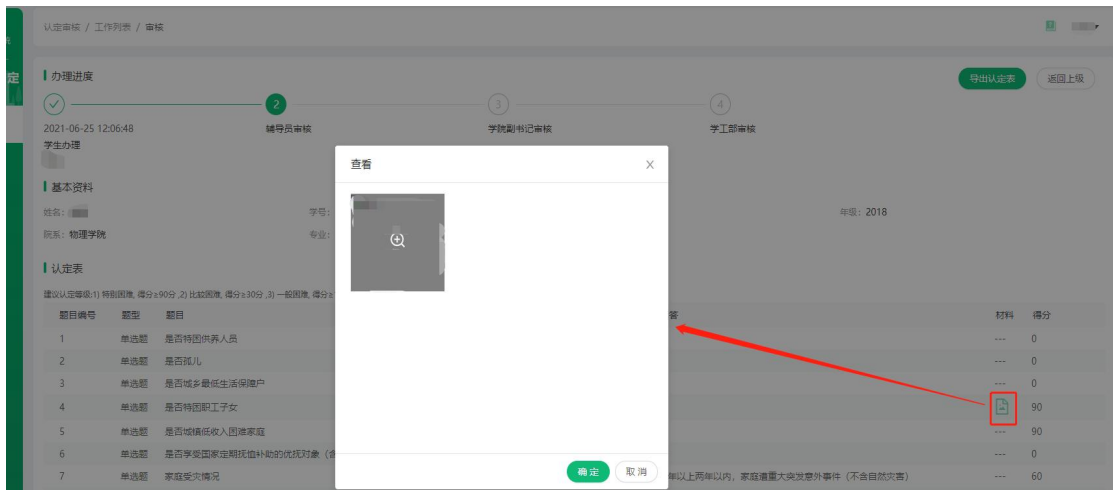 认定审核 / 工作列表 / 审核
定
办理进度
导出认定表
返回上级
2
3
4
2021-06-25 12:06:48
辅导员审核
学院副书记审核
学工部审核
学生办理
查看
基本资料
姓名：
学号：
年级：2018
院系：物理学院
专业：
认定表
建议认定等级:1) 特别困难, 得分≥90分 ,2) 比较困难, 得分≥30分 ,3) 一般困难, 得分≥
题目编号 题型 题目 答 材料 得分
1 单选题 是否特困供养人员 --- 0
2 单选题 是否孤儿 --- 0
3 单选题 是否城乡最低生活保障户 --- 0
4 单选题 是否特困职工子女 90
5 单选题 是否城镇低收入困难家庭 --- 90
6 单选题 是否享受国家定期抚恤补助的优抚对象（含 --- 0
7 单选题 家庭受灾情况 年以上两年以内，家庭遭重大突发意外事件（不含自然灾害） --- 60
确定
取消